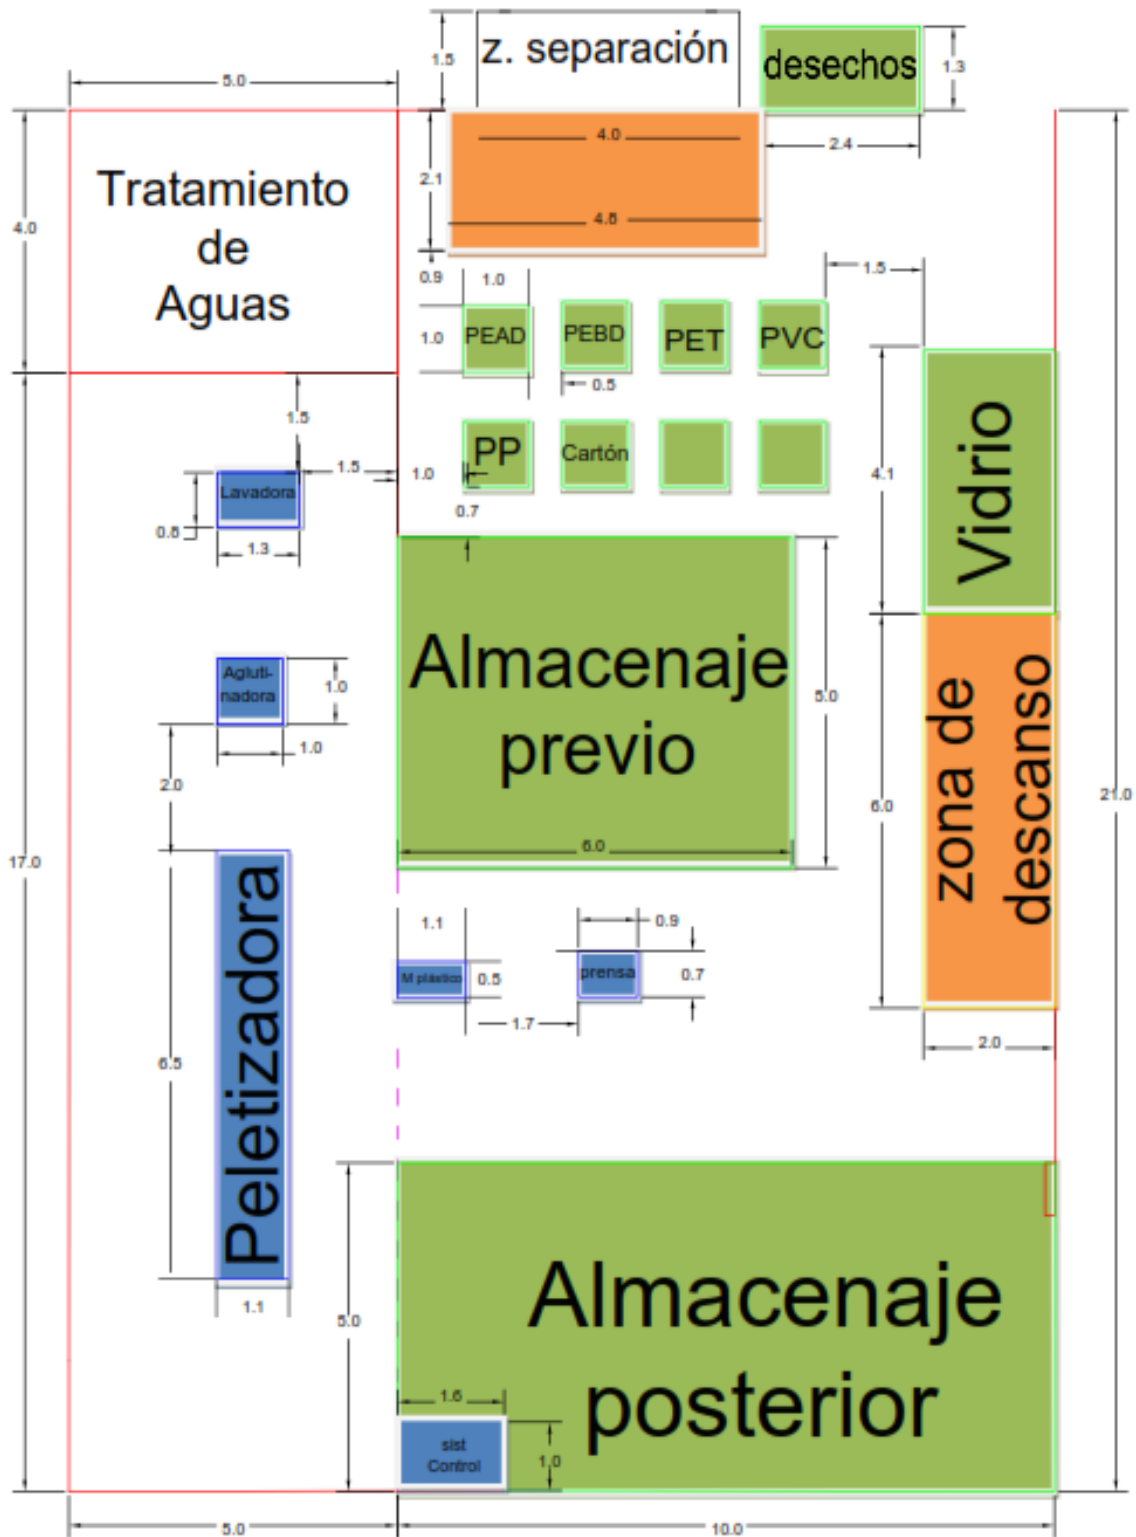 z. separación
desechos
1.5
1.3
5.0
4.0
2.4
2.1
4.8
Tratamiento
de
Aguas
4.0
0.9
1.0
1.5
1.0
PEAD
PEBD
PET
PVC
0.5
1.5
PP
Cartón
1.0
0.7
4.1
Vidrio
1.5
Lavadora
0.8
1.3
Almacenaje
previo
5.0
6.0
Agluti-
nadora
1.0
1.0
2.0
zona de
descanso
6.0
21.0
17.0
Peletizadora
6.5
1.1
1.1
M plástico
0.5
prensa
0.9
0.7
1.7
2.0
Almacenaje
posterior
5.0
1.6
sist
Control
1.0
5.0
10.0